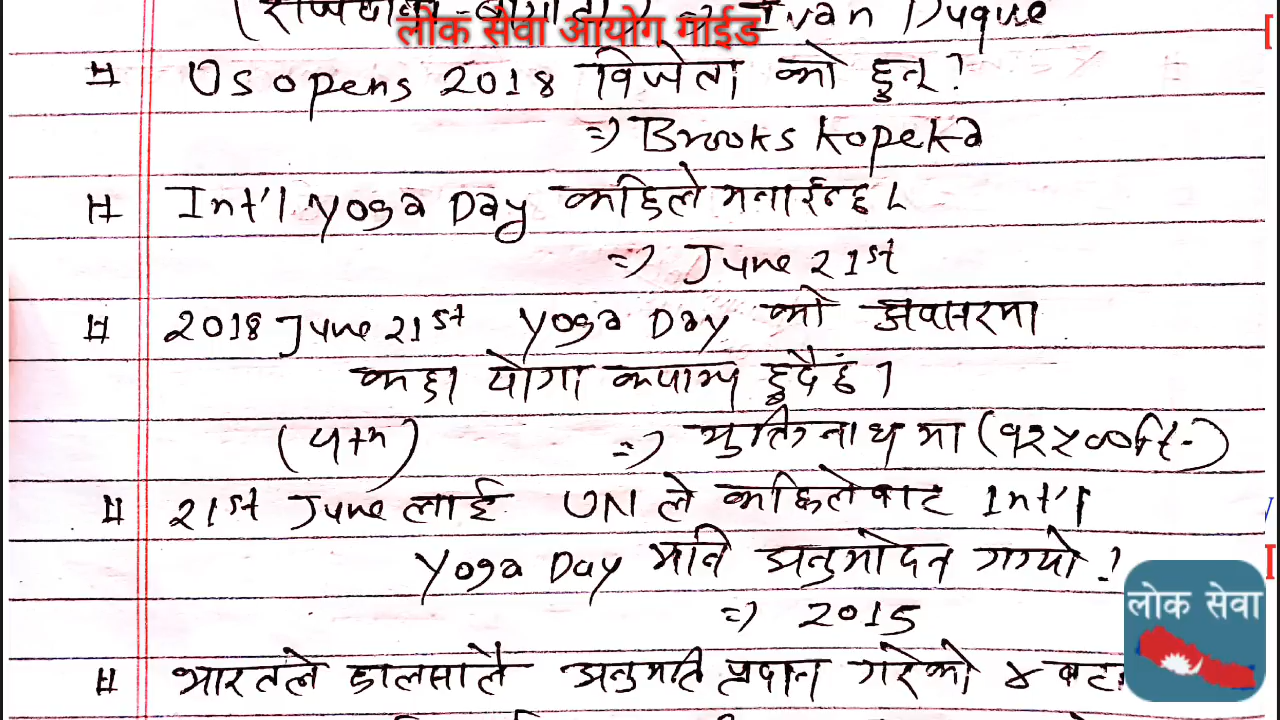 (राजधानी - बोगोटा) => Ivan Duque
लोक सेवा आयोग गाईड
# US opens 2018 विजेता को हुन्?
=> Brooks Kopeka
# Int'l Yoga Day कहिले मनाईन्छ।
=> June 21st
# 2018 June 21st Yoga Day को अवसरमा
कहा योगा क्याम्प हुदैछ।
(4th) => मुक्तिनाथ मा (१२५००ft.)
# 21st June लाई UN ले कहिलेबाट Int'l
Yoga Day भनि अनुमोदन गर्यो?
=> 2015
लोक सेवा
# भारतले हालसालै अनुमति प्रदान गरेको ४ वटा